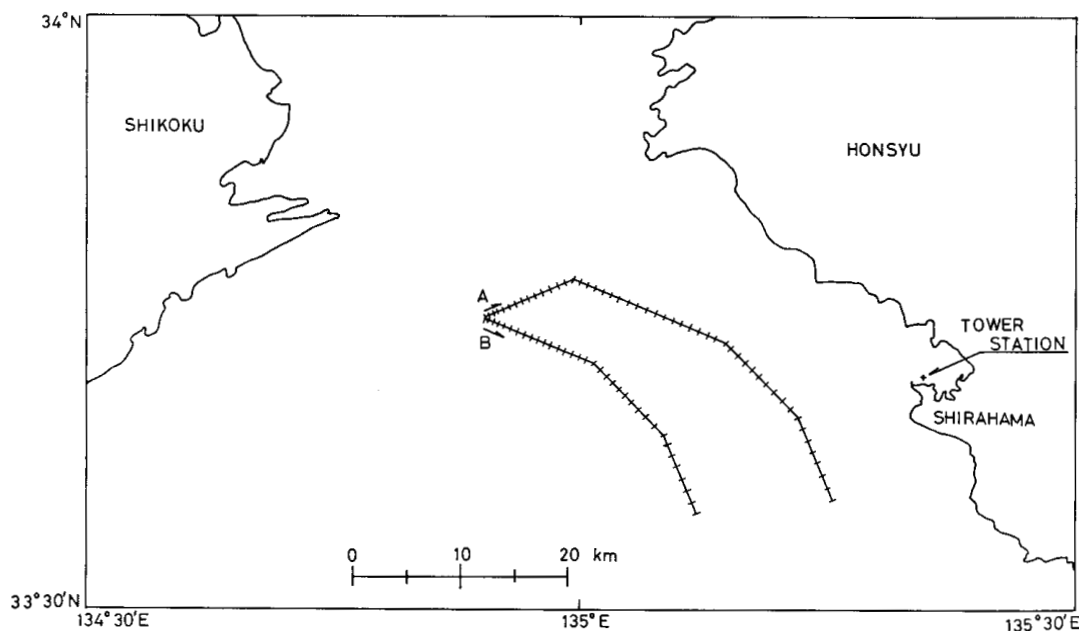 34°N
SHIKOKU
HONSYU
A
B
TOWER
STATION
SHIRAHAMA
0 10 20 km
33°30'N
134°30'E
135°E
135°30'E